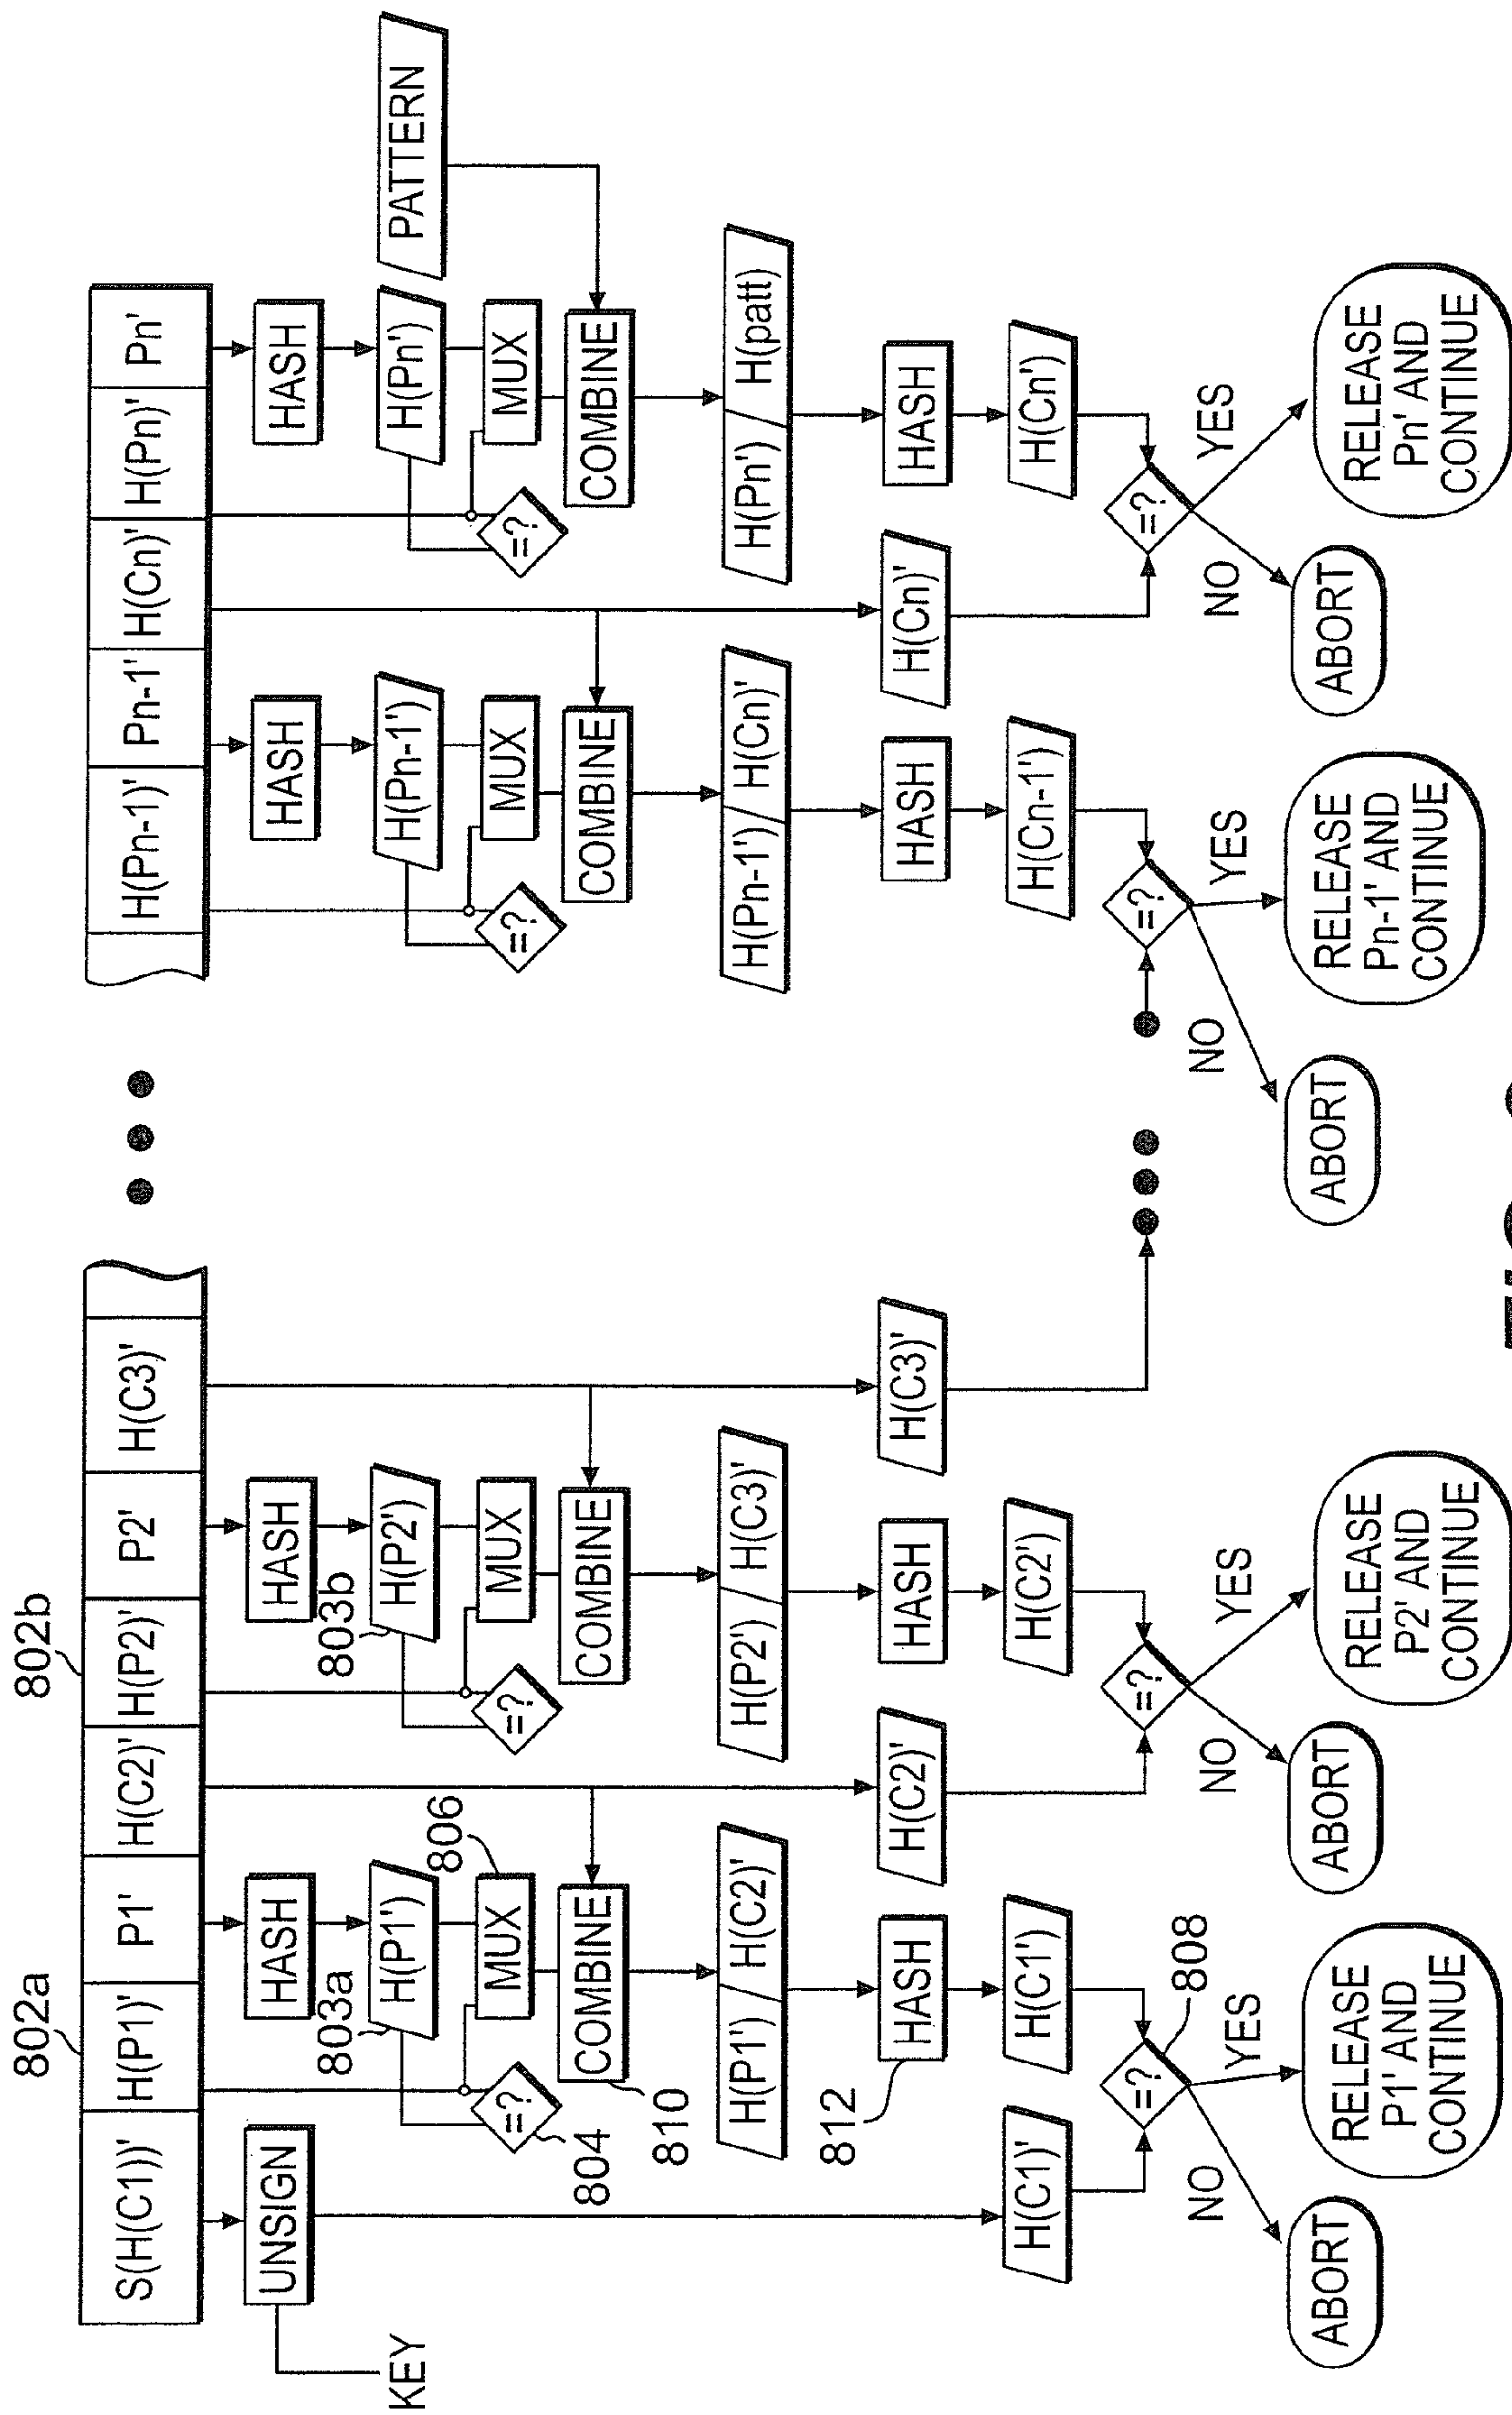 802a
802b
S(H(C1))'
H(P1)'
P1'
H(C2)'
H(P2)'
P2'
H(C3)'
H(Pn-1)'
Pn-1'
H(Cn)'
H(Pn)'
Pn'
KEY
UNSIGN
HASH
HASH
HASH
HASH
803a
H(P1')
803b
H(P2')
H(Pn-1')
H(Pn')
PATTERN
=?
804
MUX
806
=?
MUX
=?
MUX
=?
MUX
COMBINE
810
COMBINE
COMBINE
COMBINE
H(P1') / H(C2)'
H(P2') / H(C3)'
H(Pn-1') / H(Cn)'
H(Pn') / H(patt)
812
HASH
H(C2)'
HASH
H(C3)'
HASH
H(Cn)'
HASH
H(C1)'
H(C1')
H(C2')
H(Cn-1')
H(Cn')
=?
808
=?
=?
=?
NO
YES
NO
YES
NO
YES
NO
YES
ABORT
RELEASE
P1' AND
CONTINUE
ABORT
RELEASE
P2' AND
CONTINUE
ABORT
RELEASE
Pn-1' AND
CONTINUE
ABORT
RELEASE
Pn' AND
CONTINUE